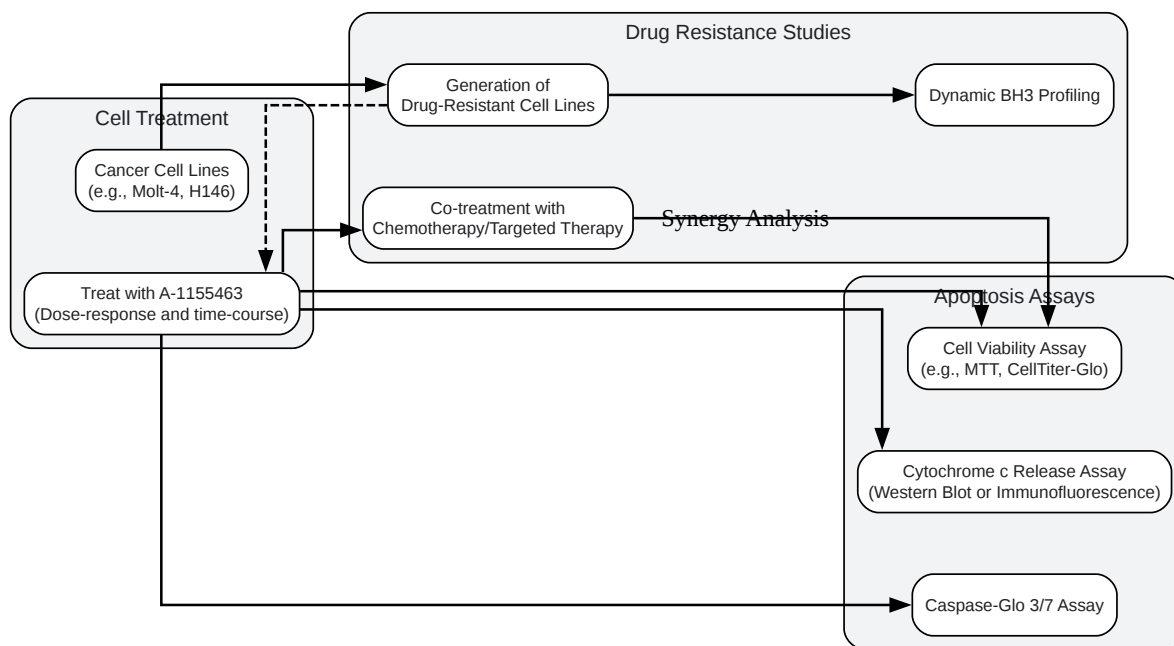 Drug Resistance Studies
Generation of
Drug-Resistant Cell Lines
Dynamic BH3 Profiling
Cell Treatment
Cancer Cell Lines
(e.g., Molt-4, H146)
Co-treatment with
Chemotherapy/Targeted Therapy
Synergy Analysis
Treat with A-1155463
(Dose-response and time-course)
Apoptosis Assays
Cell Viability Assay
(e.g., MTT, CellTiter-Glo)
Cytochrome c Release Assay
(Western Blot or Immunofluorescence)
Caspase-Glo 3/7 Assay